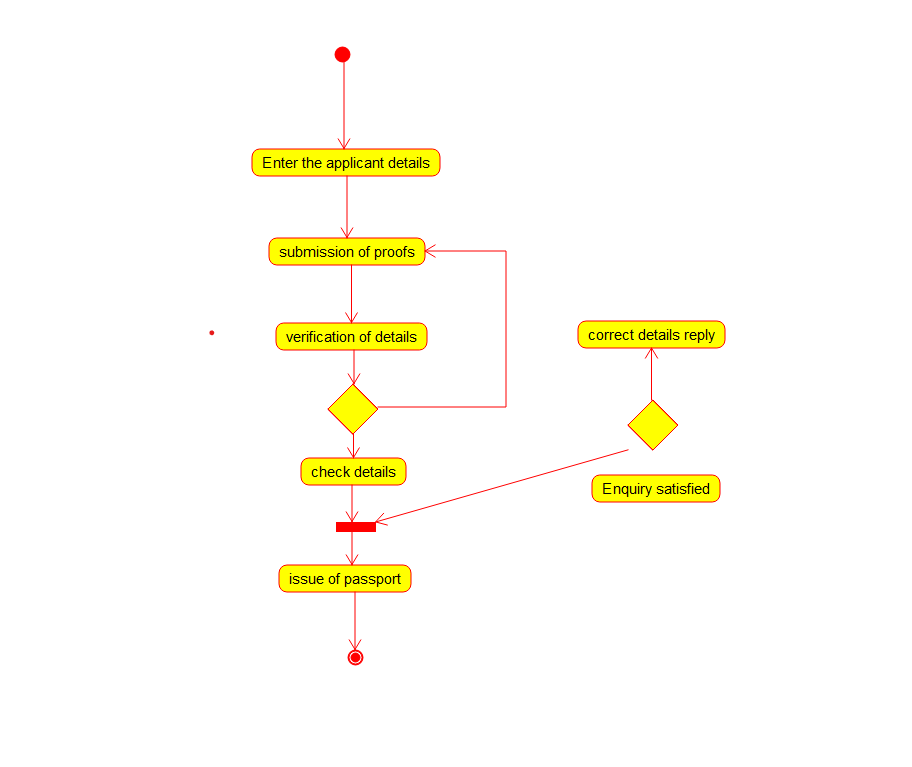 Enter the applicant details
submission of proofs
verification of details
correct details reply
check details
Enquiry satisfied
issue of passport